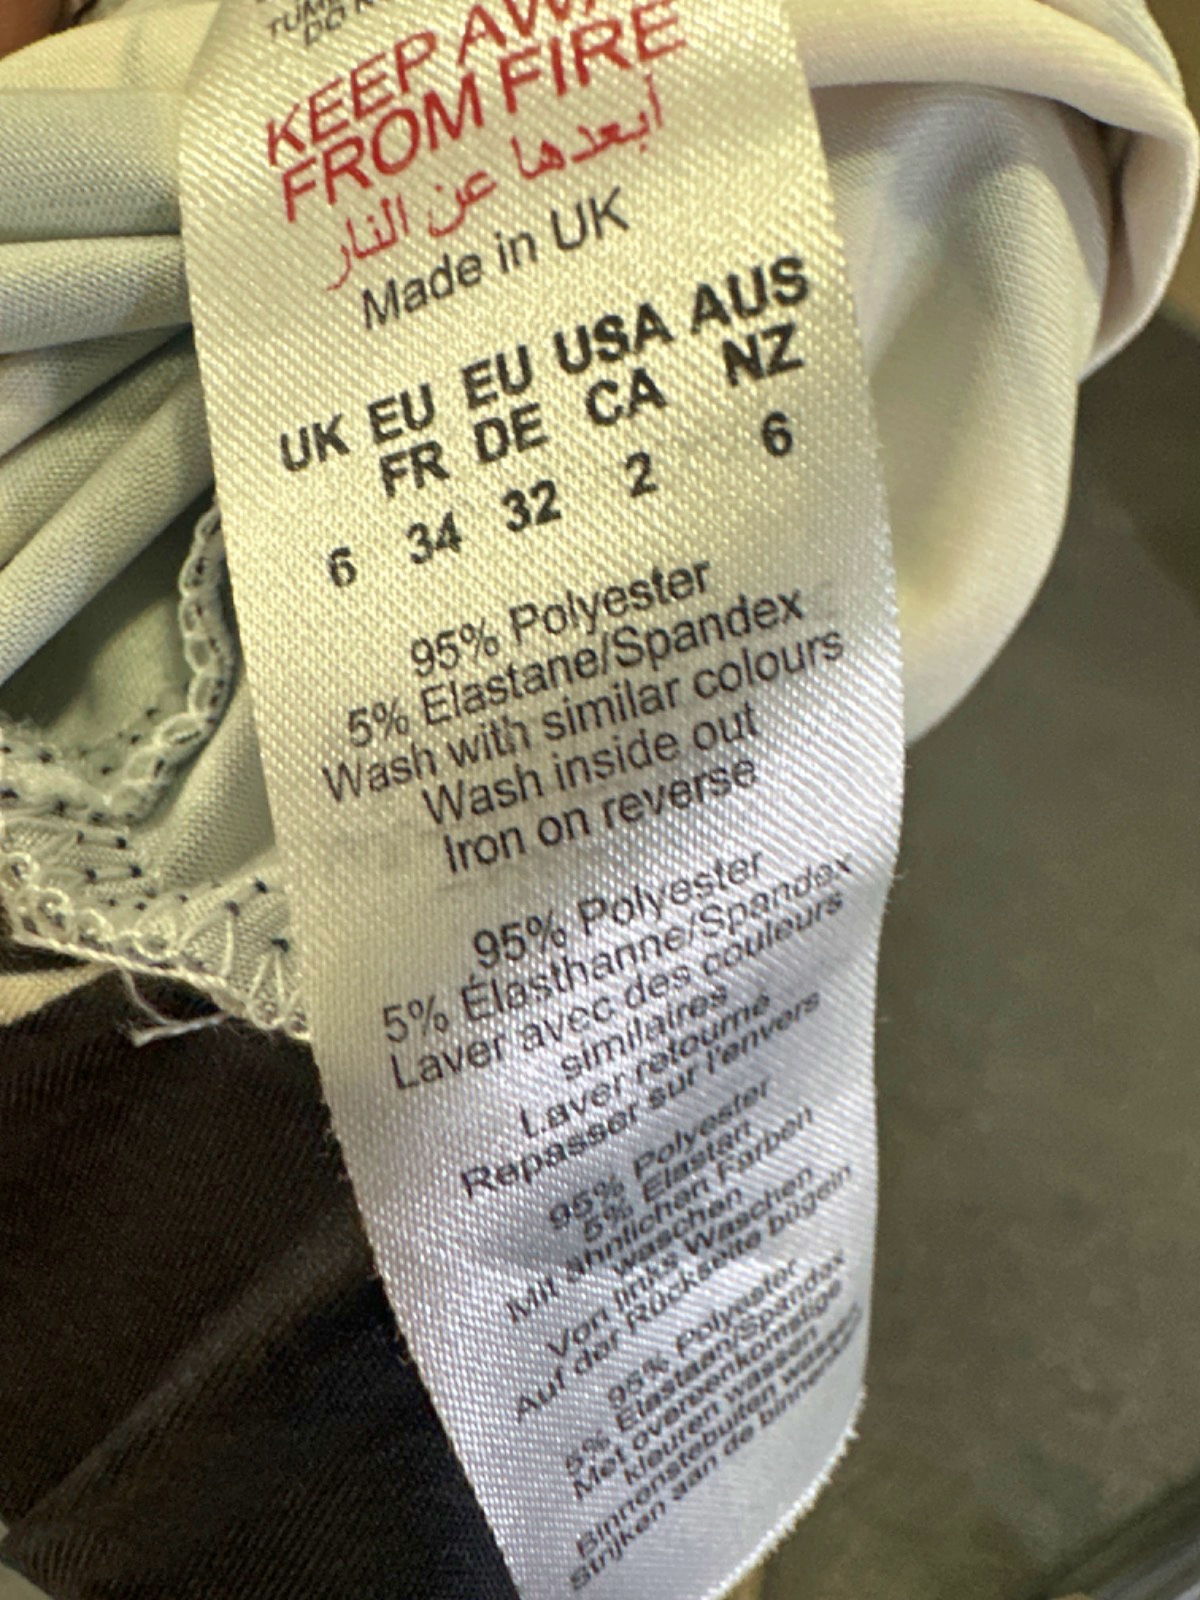 KEEP
FROM FIRE
أبعدها عن النار
Made in UK
UK EU EU USA AUS
FR DE CA NZ
6 34 32 2 6
95% Polyester
5% Elastane/Spandex
Wash with similar colours
Wash inside out
Iron on reverse
95% Polyester
5% Élasthanne/Spandex
Laver avec des couleurs
similaires
Laver retourné
Repasser sur l'envers
95% Polyester
5% Elastan
Mit ähnlichen Farben
waschen
Von links Waschen
Auf der Rückseite bügeln
95% Polyester
5% Elastaan/Spandex
Met overeenkomstige
kleuren wassen
Binnenstebuiten
Strijken aan de